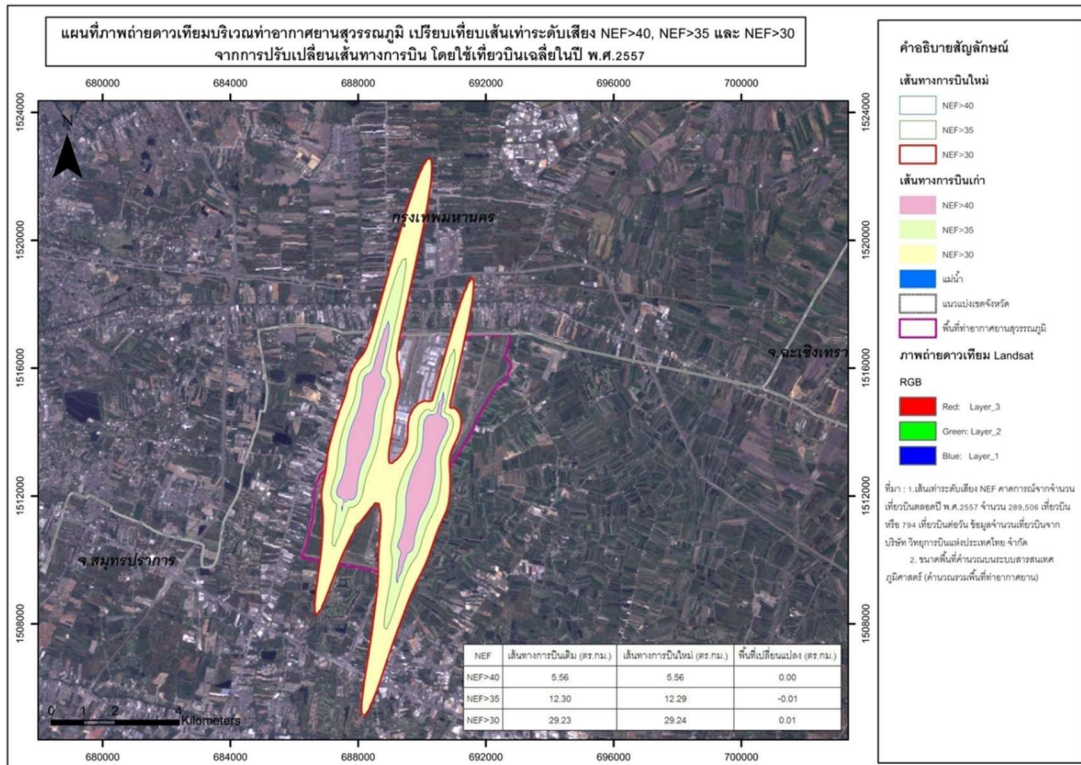 แผนที่ภาพถ่ายดาวเทียมบริเวณท่าอากาศยานสุวรรณภูมิ เปรียบเทียบเส้นเท่าระดับเสียง NEF>40, NEF>35 และ NEF>30
จากการปรับเปลี่ยนเส้นทางการบิน โดยใช้เที่ยวบินเฉลี่ยในปี พ.ศ.2557
680000 684000 688000 692000 696000 700000
1524000
1520000
1516000
1512000
1508000
N
กรุงเทพมหานคร
จ.ฉะเชิงเทรา
จ.สมุทรปราการ
1524000
1520000
1516000
1512000
1508000
NEF เส้นทางการบินเดิม (ตร.กม.) เส้นทางการบินใหม่ (ตร.กม.) พื้นที่เปลี่ยนแปลง (ตร.กม.)
NEF>40 5.56 5.56 0.00
NEF>35 12.30 12.29 -0.01
NEF>30 29.23 29.24 0.01
0 1 2 4
Kilometers
680000 684000 688000 692000 696000 700000
คำอธิบายสัญลักษณ์
เส้นทางการบินใหม่
NEF>40
NEF>35
NEF>30
เส้นทางการบินเก่า
NEF>40
NEF>35
NEF>30
แม่น้ำ
แนวแบ่งเขตจังหวัด
พื้นที่ท่าอากาศยานสุวรรณภูมิ
ภาพถ่ายดาวเทียม Landsat
RGB
Red: Layer_3
Green: Layer_2
Blue: Layer_1
ที่มา : 1.เส้นเท่าระดับเสียง NEF คาดการณ์จากจำนวน
เที่ยวบินตลอดปี พ.ศ.2557 จำนวน 289,506 เที่ยวบิน
หรือ 794 เที่ยวบินต่อวัน ข้อมูลจำนวนเที่ยวบินจาก
บริษัท วิทยุการบินแห่งประเทศไทย จำกัด
2. ขนาดพื้นที่คำนวณบนระบบสารสนเทศ
ภูมิศาสตร์ (คำนวณรวมพื้นที่ท่าอากาศยาน)